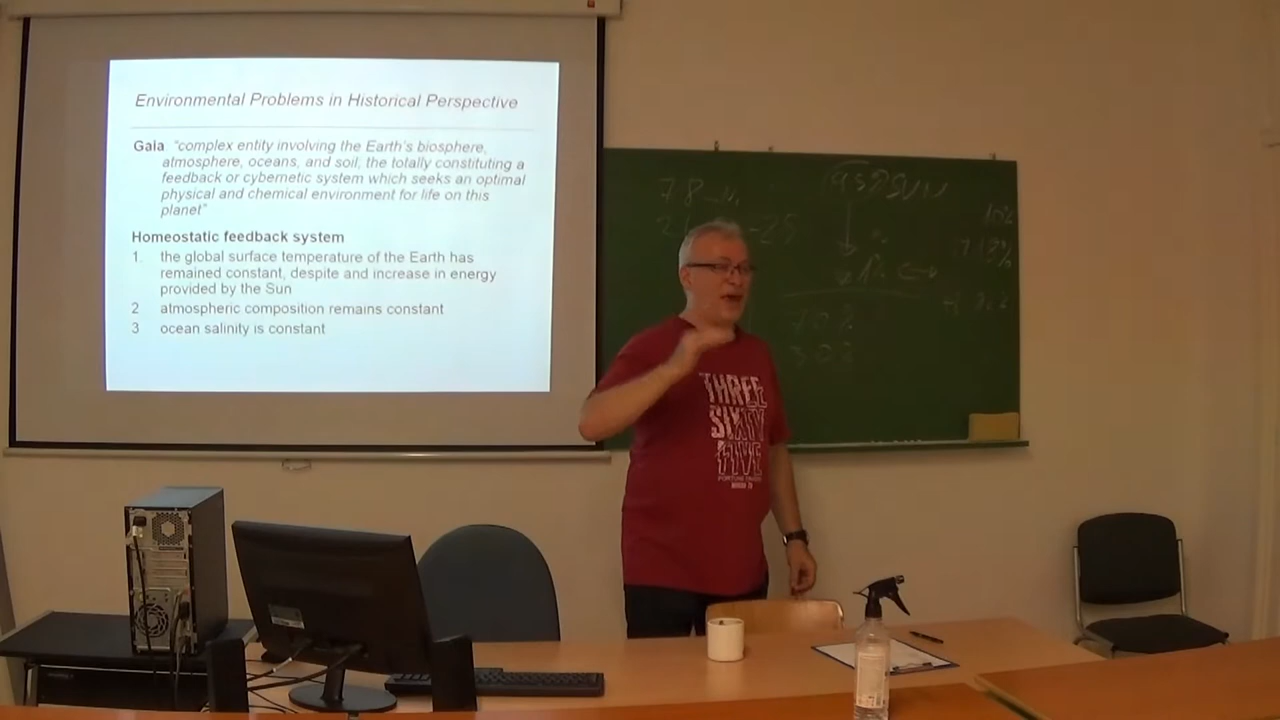 Environmental Problems in Historical Perspective
Gaia "complex entity involving the Earth's biosphere,
atmosphere, oceans, and soil, the totally constituting a
feedback or cybernetic system which seeks an optimal
physical and chemical environment for life on this
planet"
Homeostatic feedback system
1. the global surface temperature of the Earth has
remained constant, despite and increase in energy
provided by the Sun
2 atmospheric composition remains constant
3 ocean salinity is constant
78
THREE
SIXTY
FIVE